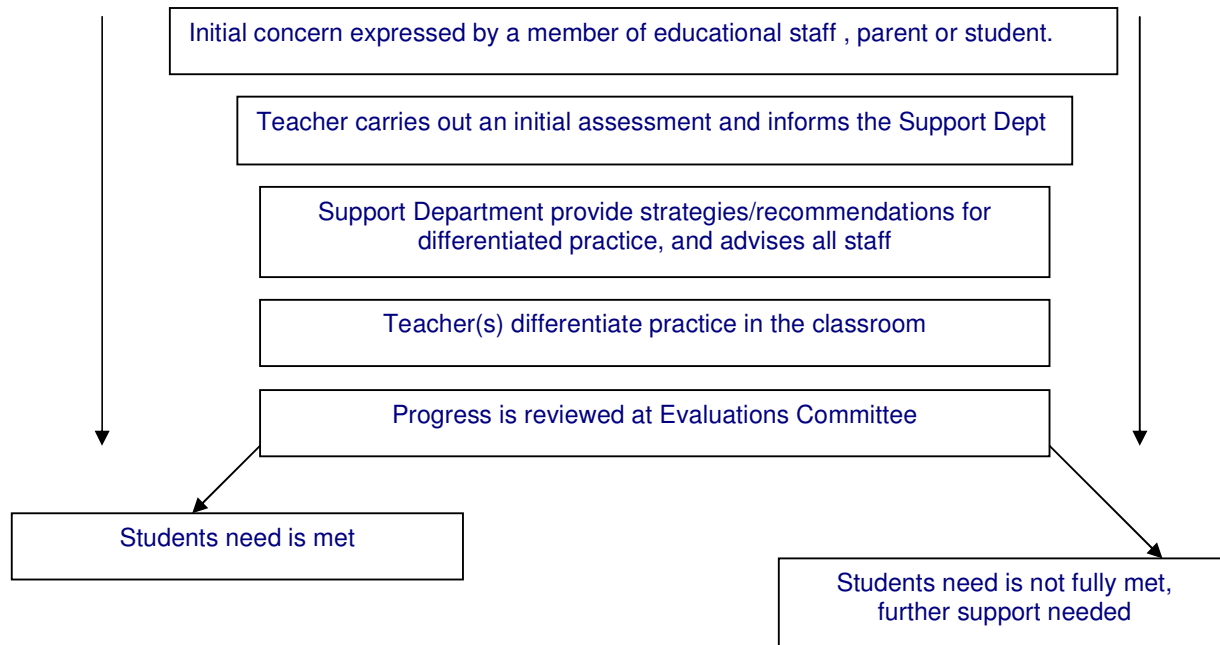 Initial concern expressed by a member of educational staff , parent or student.
Teacher carries out an initial assessment and informs the Support Dept
Support Department provide strategies/recommendations for
differentiated practice, and advises all staff
Teacher(s) differentiate practice in the classroom
Progress is reviewed at Evaluations Committee
Students need is met
Students need is not fully met,
further support needed